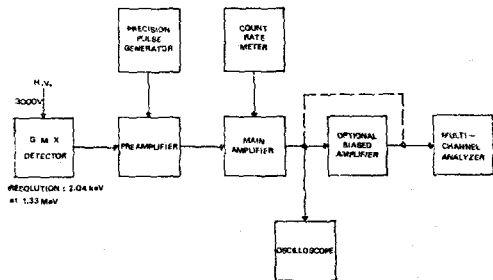 PRECISION
PULSE
GENERATOR
COUNT
RATE
METER
H.V.
3000V
G M X
DETECTOR
PREAMPLIFIER
MAIN
AMPLIFIER
OPTIONAL
BIASED
AMPLIFIER
MULTI-
CHANNEL
ANALYZER
RESOLUTION : 2.04 keV
at 1.33 MeV
OSCILLOSCOPE